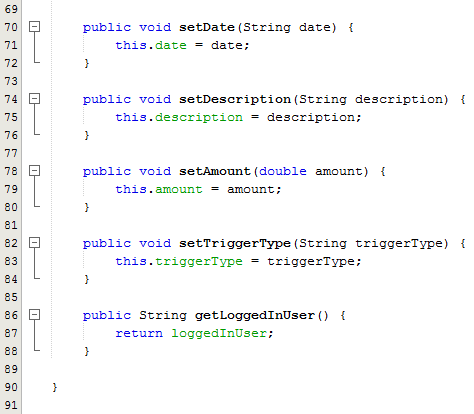 69
70 public void setDate(String date) {
71 this.date = date;
72 }
73
74 public void setDescription(String description) {
75 this.description = description;
76 }
77
78 public void setAmount(double amount) {
79 this.amount = amount;
80 }
81
82 public void setTriggerType(String triggerType) {
83 this.triggerType = triggerType;
84 }
85
86 public String getLoggedInUser() {
87 return loggedInUser;
88 }
89
90 }
91